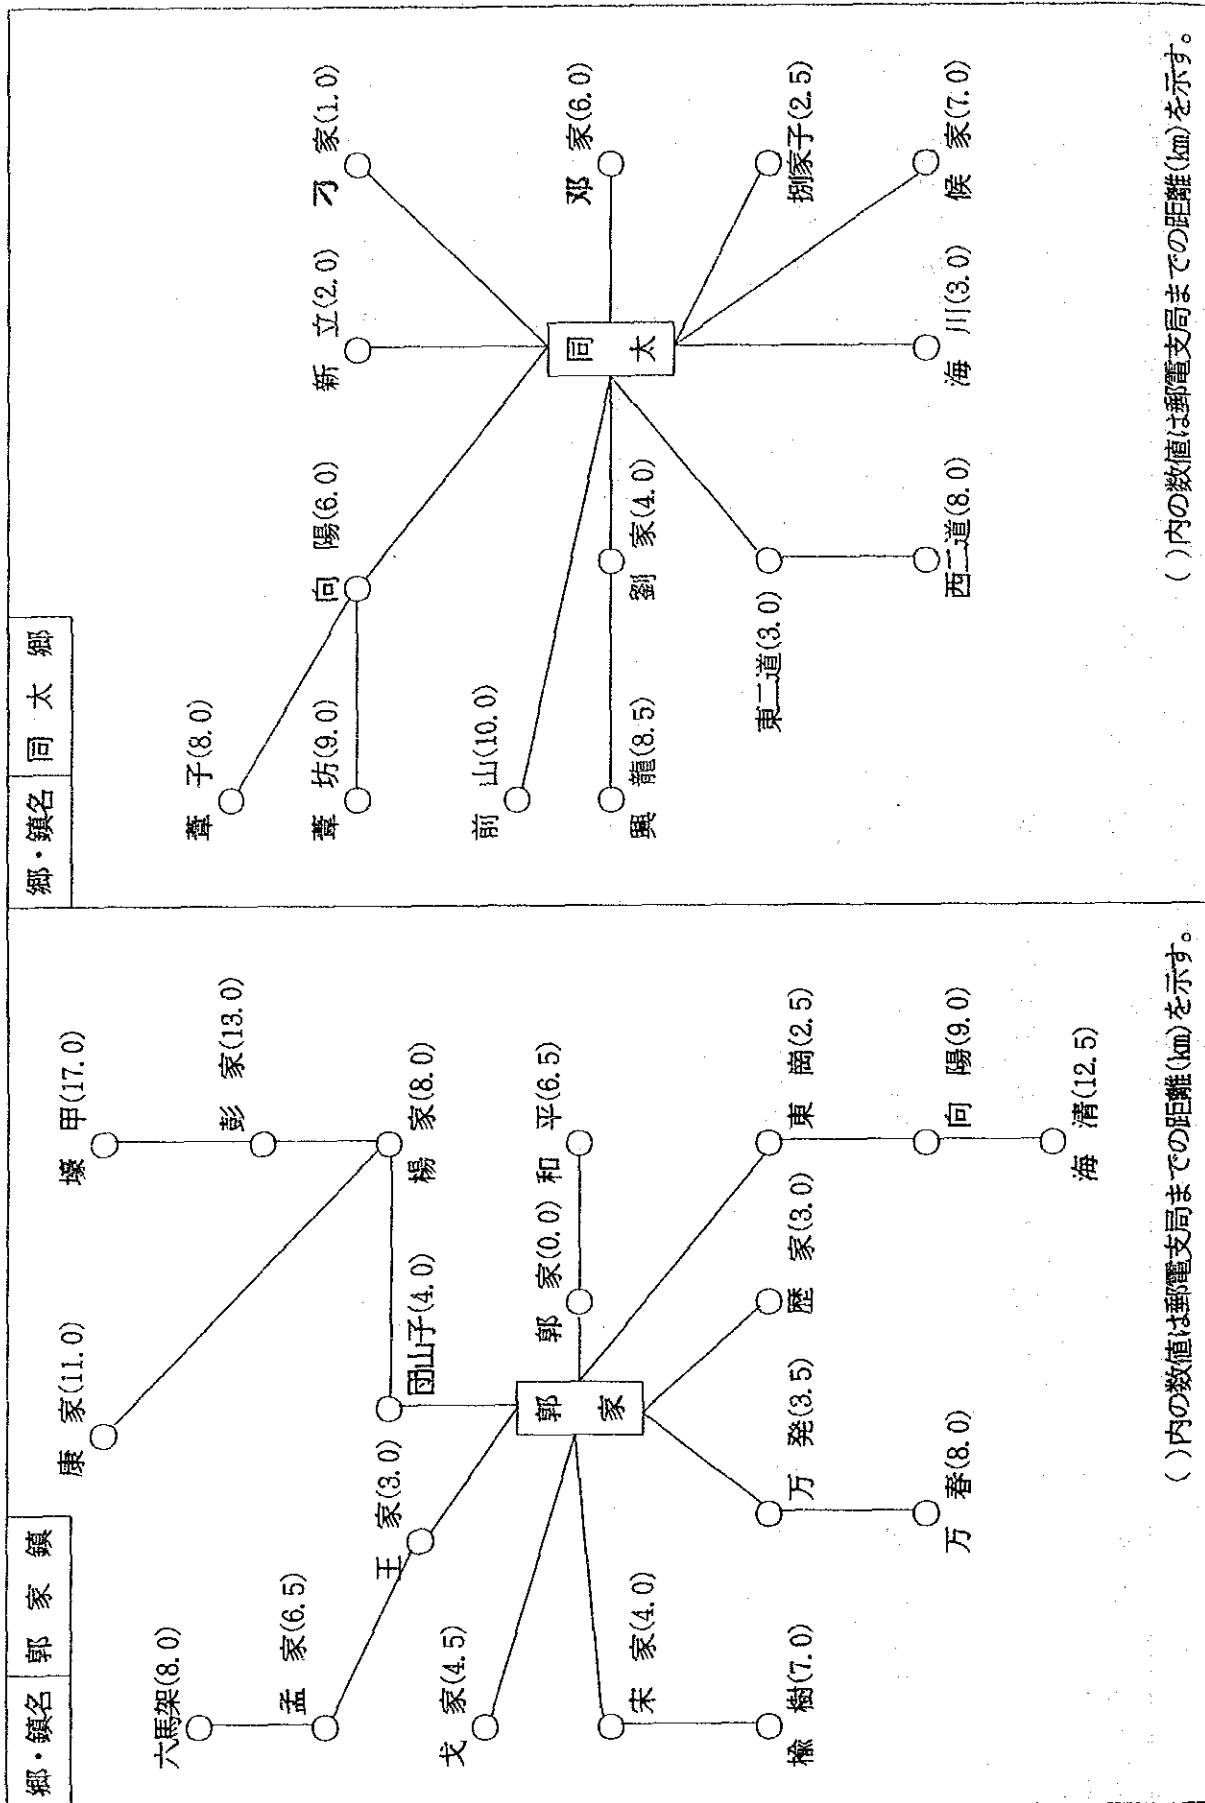 郷・鎮名 郭家鎮
康 家(11.0)
壕 甲(17.0)
六馬架(8.0)
彭 家(13.0)
孟 家(6.5)
王 家(3.0)
団山子(4.0)
楊 家(8.0)
戈 家(4.5)
郭 家(0.0)
和 平(6.5)
郭 家
宋 家(4.0)
万 発(3.5)
歴 家(3.0)
東 崗(2.5)
楡 樹(7.0)
万 春(8.0)
向 陽(9.0)
海 清(12.5)
( )内の数値は郵電支局までの距離(km)を示す。
郷・鎮名 同太郷
葦 子(8.0)
葦 坊(9.0)
向 陽(6.0)
新 立(2.0)
刁 家(1.0)
前 山(10.0)
同 太
邓 家(6.0)
興 龍(8.5)
劉 家(4.0)
東二道(3.0)
捌家子(2.5)
西二道(8.0)
海 川(3.0)
候 家(7.0)
( )内の数値は郵電支局までの距離(km)を示す。